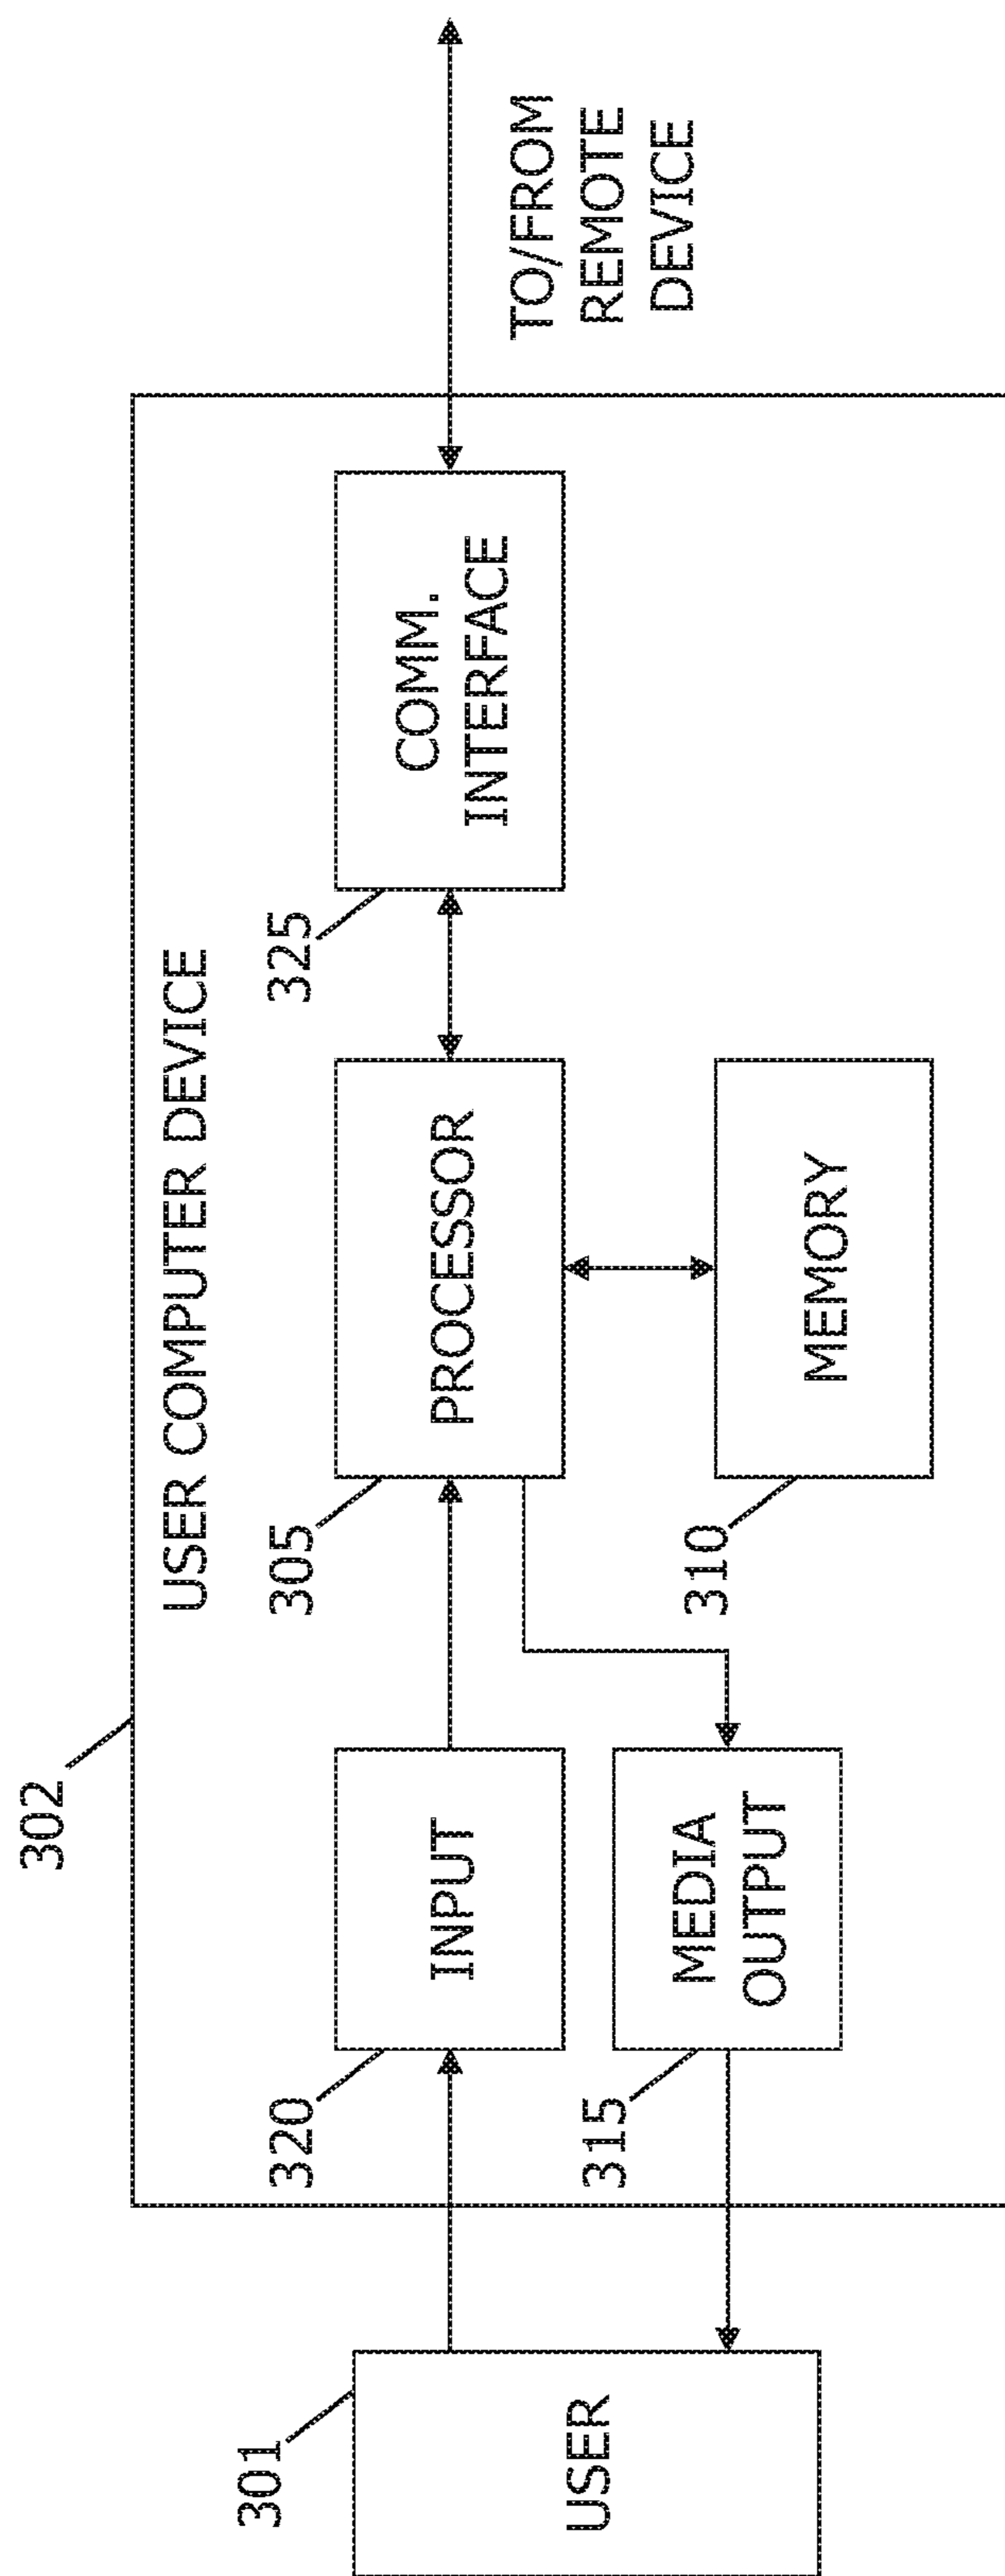 302
USER COMPUTER DEVICE
301
USER
320
INPUT
305
PROCESSOR
325
COMM.
INTERFACE
TO/FROM
REMOTE
DEVICE
315
MEDIA
OUTPUT
310
MEMORY